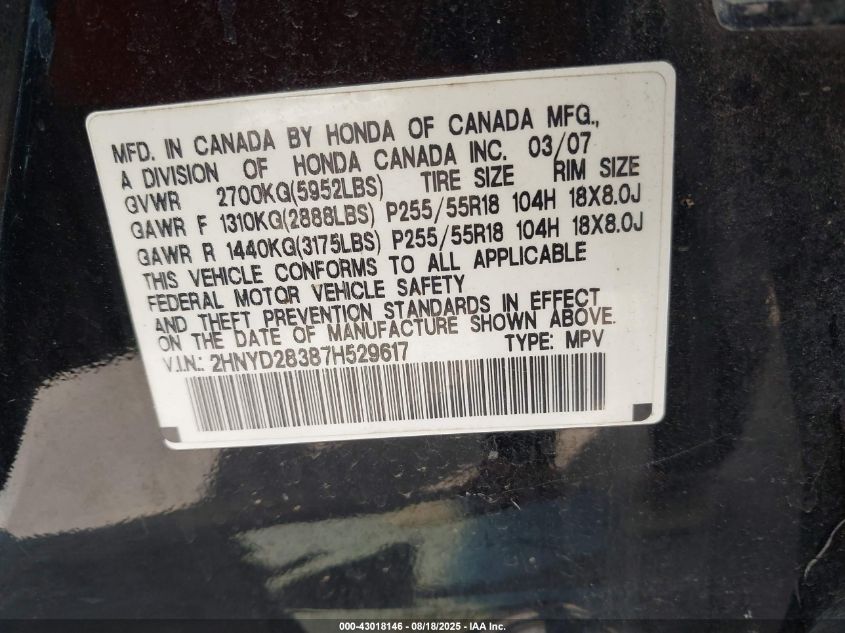 MFD. IN CANADA BY HONDA OF CANADA MFG.,
A DIVISION OF HONDA CANADA INC. 03/07
GVWR 2700KG(5952LBS) TIRE SIZE RIM SIZE
GAWR F 1310KG(2888LBS) P255/55R18 104H 18X8.0J
GAWR R 1440KG(3175LBS) P255/55R18 104H 18X8.0J
THIS VEHICLE CONFORMS TO ALL APPLICABLE
FEDERAL MOTOR VEHICLE SAFETY
AND THEFT PREVENTION STANDARDS IN EFFECT
ON THE DATE OF MANUFACTURE SHOWN ABOVE.
V.I.N.: 2HNYD28387H529617 TYPE: MPV
000-43018146 - 08/18/2025 - IAA Inc.